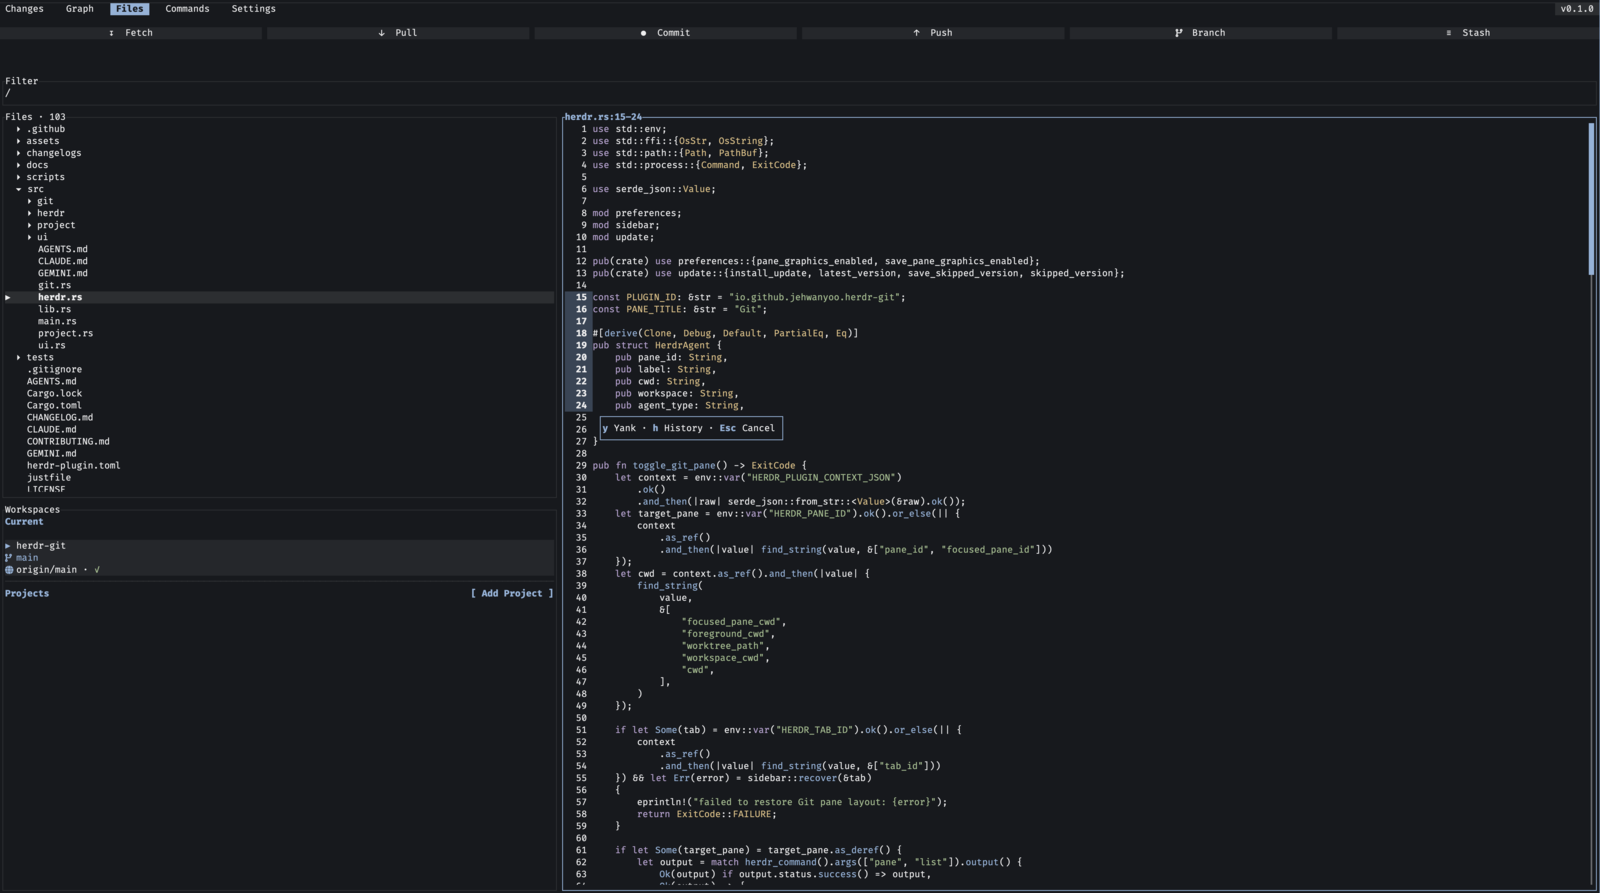 Changes Graph Files Commands Settings v0.1.0
↧ Fetch ↓ Pull ● Commit ↑ Push Branch ≡ Stash
Filter
/
Files · 103
▸ .github
▸ assets
▸ changelogs
▸ docs
▸ scripts
▾ src
▸ git
▸ herdr
▸ project
▸ ui
AGENTS.md
CLAUDE.md
GEMINI.md
git.rs
▶ herdr.rs
lib.rs
main.rs
project.rs
ui.rs
▸ tests
.gitignore
AGENTS.md
Cargo.lock
Cargo.toml
CHANGELOG.md
CLAUDE.md
CONTRIBUTING.md
GEMINI.md
herdr-plugin.toml
justfile
LICENSE
Workspaces
Current
▶ herdr-git
main
origin/main · √
Projects [ Add Project ]
herdr.rs:15-24
1 use std::env;
2 use std::ffi::{OsStr, OsString};
3 use std::path::{Path, PathBuf};
4 use std::process::{Command, ExitCode};
5
6 use serde_json::Value;
7
8 mod preferences;
9 mod sidebar;
10 mod update;
11
12 pub(crate) use preferences::{pane_graphics_enabled, save_pane_graphics_enabled};
13 pub(crate) use update::{install_update, latest_version, save_skipped_version, skipped_version};
14
15 const PLUGIN_ID: &str = "io.github.jehwanyoo.herdr-git";
16 const PANE_TITLE: &str = "Git";
17
18 #[derive(Clone, Debug, Default, PartialEq, Eq)]
19 pub struct HerdrAgent {
20 pub pane_id: String,
21 pub label: String,
22 pub cwd: String,
23 pub workspace: String,
24 pub agent_type: String,
25
26 y Yank · h History · Esc Cancel
27 }
28
29 pub fn toggle_git_pane() -> ExitCode {
30 let context = env::var("HERDR_PLUGIN_CONTEXT_JSON")
31 .ok()
32 .and_then(|raw| serde_json::from_str::<Value>(&raw).ok());
33 let target_pane = env::var("HERDR_PANE_ID").ok().or_else(|| {
34 context
35 .as_ref()
36 .and_then(|value| find_string(value, &["pane_id", "focused_pane_id"]))
37 });
38 let cwd = context.as_ref().and_then(|value| {
39 find_string(
40 value,
41 &[
42 "focused_pane_cwd",
43 "foreground_cwd",
44 "worktree_path",
45 "workspace_cwd",
46 "cwd",
47 ],
48 )
49 });
50
51 if let Some(tab) = env::var("HERDR_TAB_ID").ok().or_else(|| {
52 context
53 .as_ref()
54 .and_then(|value| find_string(value, &["tab_id"]))
55 }) && let Err(error) = sidebar::recover(&tab)
56 {
57 eprintln!("failed to restore Git pane layout: {error}");
58 return ExitCode::FAILURE;
59 }
60
61 if let Some(target_pane) = target_pane.as_deref() {
62 let output = match herdr_command().args(["pane", "list"]).output() {
63 Ok(output) if output.status.success() => output,